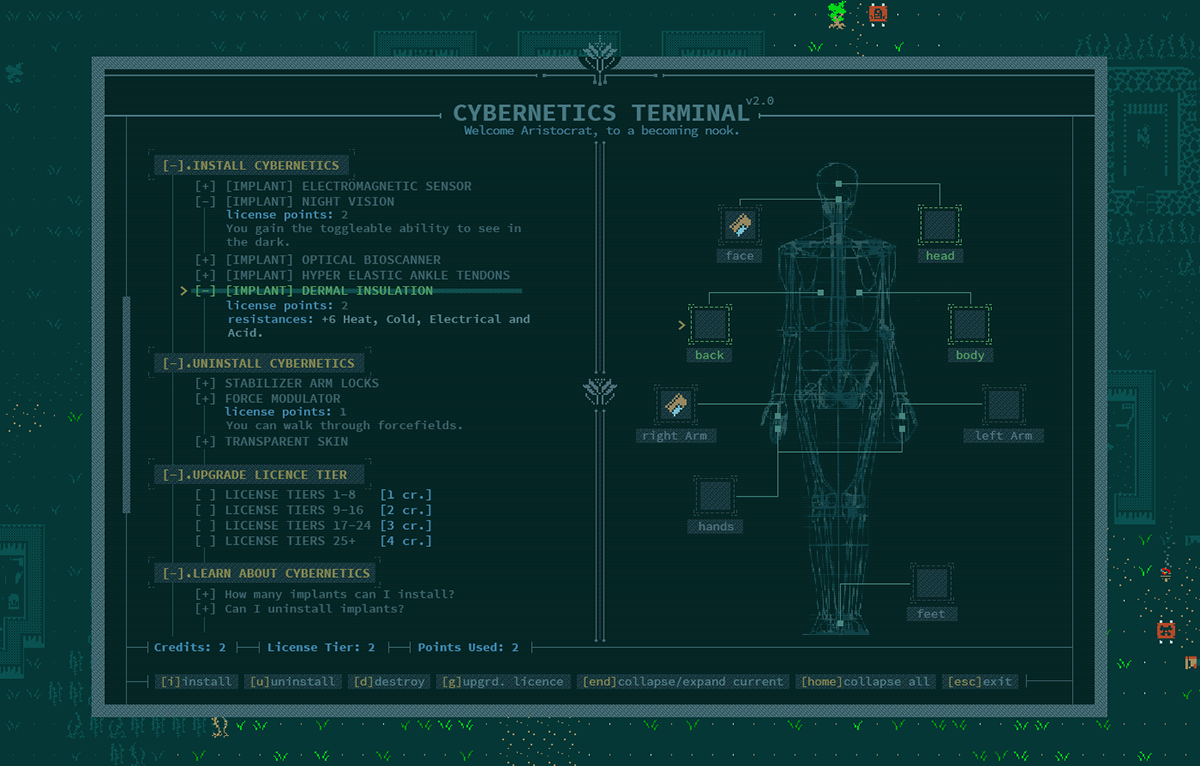 CYBERNETICS TERMINAL v2.0
Welcome Aristocrat, to a becoming nook.
[-].INSTALL CYBERNETICS
[+] [IMPLANT] ELECTROMAGNETIC SENSOR
[-] [IMPLANT] NIGHT VISION
license points: 2
You gain the toggleable ability to see in
the dark.
[+] [IMPLANT] OPTICAL BIOSCANNER
[+] [IMPLANT] HYPER ELASTIC ANKLE TENDONS
> [-] [IMPLANT] DERMAL INSULATION
license points: 2
resistances: +6 Heat, Cold, Electrical and
Acid.
[-].UNINSTALL CYBERNETICS
[+] STABILIZER ARM LOCKS
[+] FORCE MODULATOR
license points: 1
You can walk through forcefields.
[+] TRANSPARENT SKIN
[-].UPGRADE LICENCE TIER
[ ] LICENSE TIERS 1-8 [1 cr.]
[ ] LICENSE TIERS 9-16 [2 cr.]
[ ] LICENSE TIERS 17-24 [3 cr.]
[ ] LICENSE TIERS 25+ [4 cr.]
[-].LEARN ABOUT CYBERNETICS
[+] How many implants can I install?
[+] Can I uninstall implants?
face
head
> back
body
right Arm
left Arm
hands
feet
Credits: 2 License Tier: 2 Points Used: 2
[i]install [u]uninstall [d]destroy [g]upgrd. licence [end]collapse/expand current [home]collapse all [esc]exit